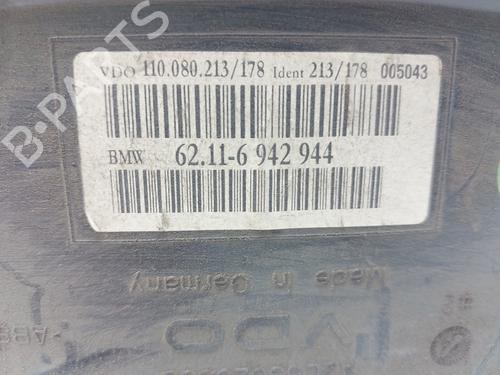 VDO 110.080.213/178 Ident 213/178 005043
BMW 62.11-6 942 944
Made in Germany
VDO
B-PARTS